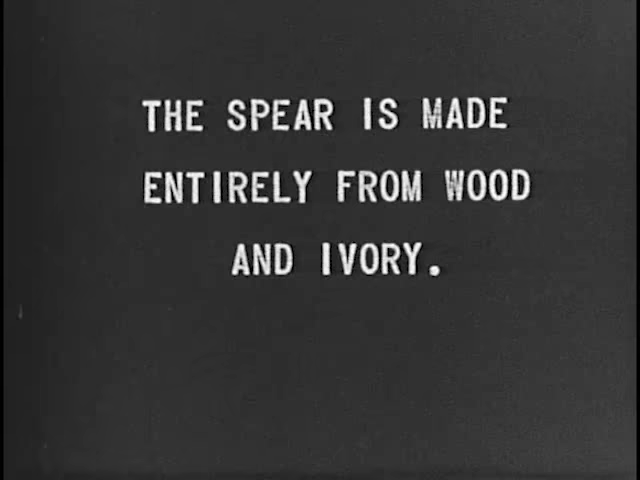 THE SPEAR IS MADE
ENTIRELY FROM WOOD
AND IVORY.